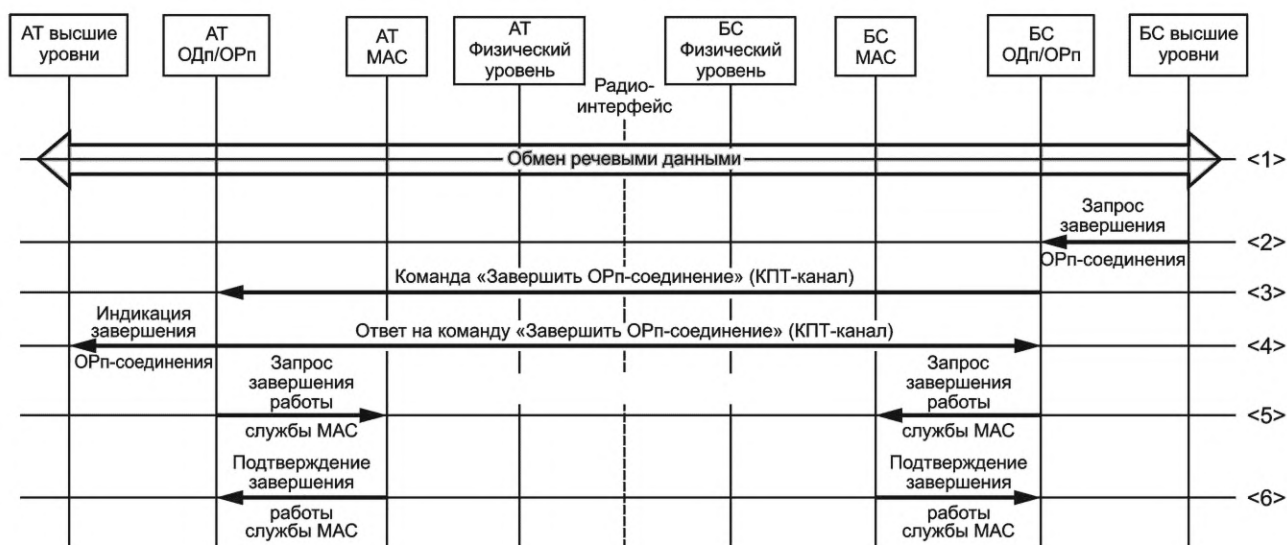 АТ высшие
уровни
АТ
ОДп/ОРп
АТ
МАС
АТ
Физический
уровень
БС
Физический
уровень
БС
МАС
БС
ОДп/ОРп
БС высшие
уровни
Радио-
интерфейс
Обмен речевыми данными
<1>
Запрос
завершения
ОРп-соединения
<2>
Команда «Завершить ОРп-соединение» (КПТ-канал)
<3>
Индикация
завершения
ОРп-соединения
Ответ на команду «Завершить ОРп-соединение» (КПТ-канал)
<4>
Запрос
завершения
работы
службы МАС
Запрос
завершения
работы
службы МАС
<5>
Подтверждение
завершения
работы
службы МАС
Подтверждение
завершения
работы
службы МАС
<6>